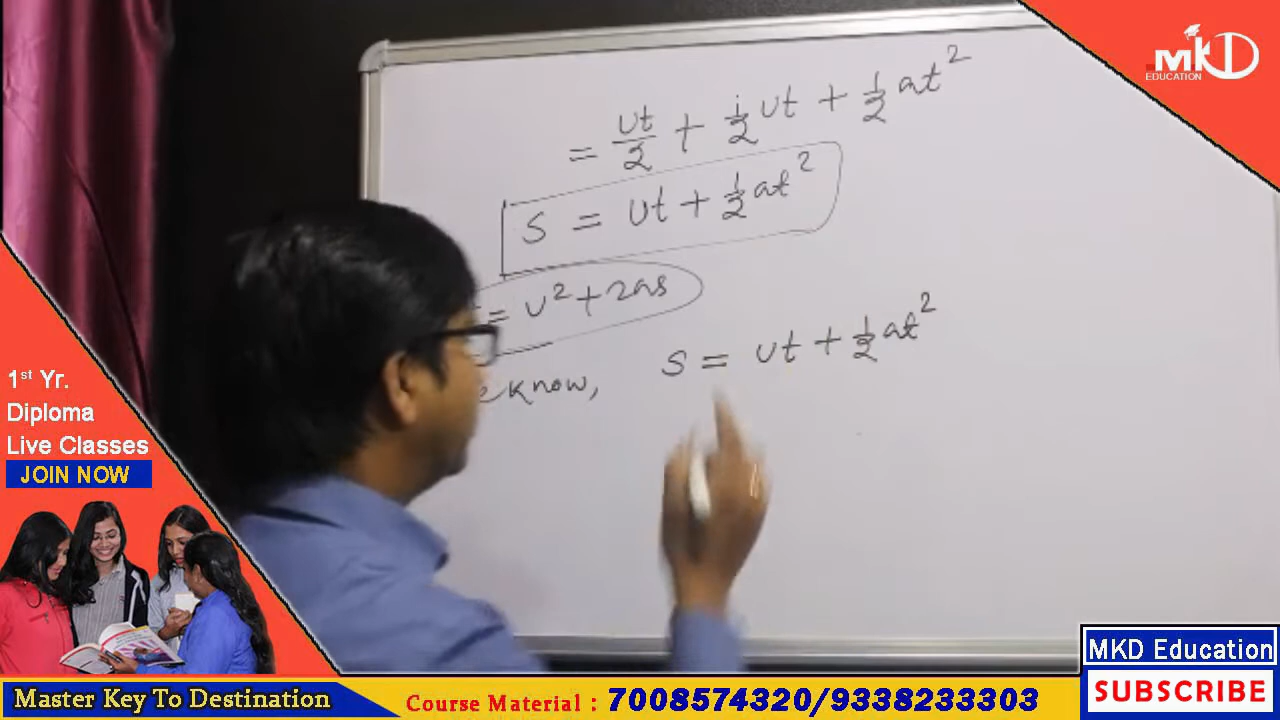 MKD
EDUCATION
= ut/2 + 1/2 ut + 1/2 at²
S = ut + 1/2 at²
= u² + 2as
know, S = ut + 1/2 at²
1st Yr.
Diploma
Live Classes
JOIN NOW
MKD Education
SUBSCRIBE
Master Key To Destination
Course Material : 7008574320/9338233303